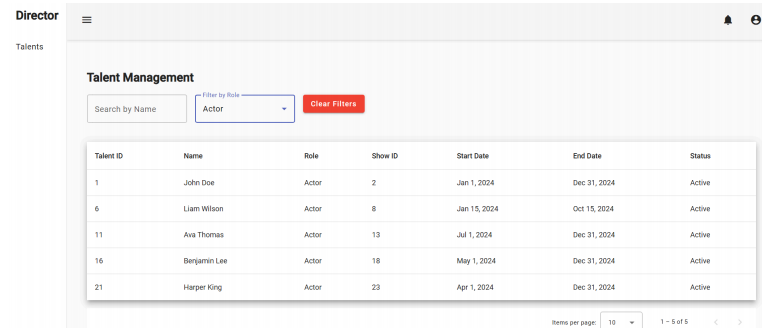 Director
Talents
Talent Management
Search by Name
Filter by Role
Actor
Clear Filters
Talent ID Name Role Show ID Start Date End Date Status
1 John Doe Actor 2 Jan 1, 2024 Dec 31, 2024 Active
6 Liam Wilson Actor 8 Jan 15, 2024 Oct 15, 2024 Active
11 Ava Thomas Actor 13 Jul 1, 2024 Dec 31, 2024 Active
16 Benjamin Lee Actor 18 May 1, 2024 Dec 31, 2024 Active
21 Harper King Actor 23 Apr 1, 2024 Dec 31, 2024 Active
Items per page: 10 1 – 5 of 5